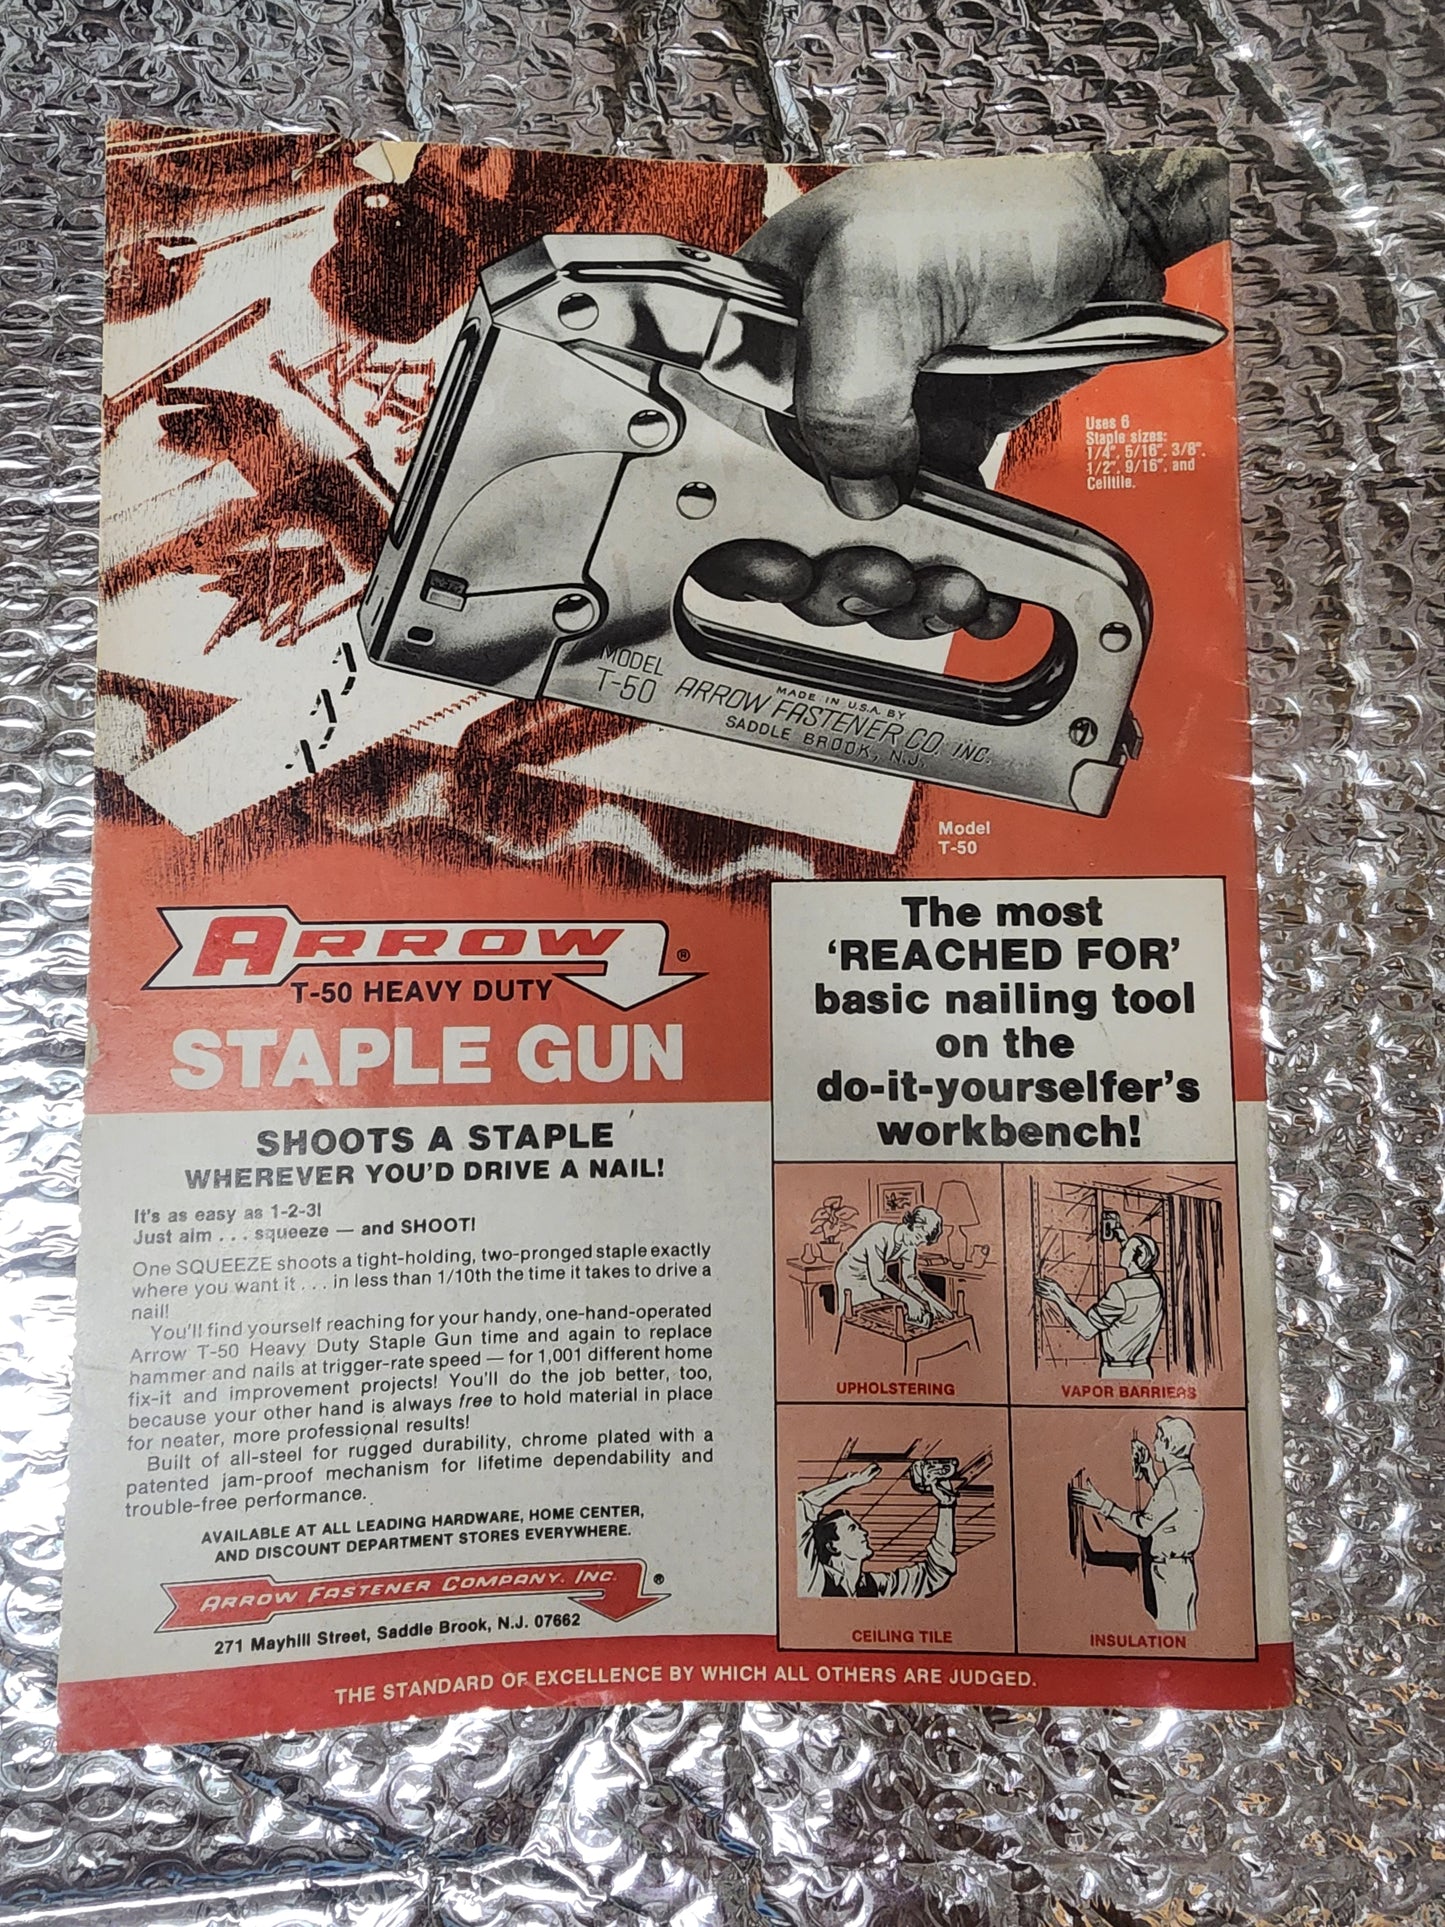 Uses 6
Staple sizes:
1/4", 5/16", 3/8",
1/2", 9/16", and
Ceiltile.
MODEL
T-50
MADE IN U.S.A. BY
ARROW FASTENER CO. INC.
SADDLE BROOK, N.J.
Model
T-50
ARROW ®
T-50 HEAVY DUTY
STAPLE GUN
SHOOTS A STAPLE
WHEREVER YOU'D DRIVE A NAIL!
It's as easy as 1-2-3!
Just aim . . . squeeze — and SHOOT!
One SQUEEZE shoots a tight-holding, two-pronged staple exactly
where you want it . . . in less than 1/10th the time it takes to drive a
nail!
You'll find yourself reaching for your handy, one-hand-operated
Arrow T-50 Heavy Duty Staple Gun time and again to replace
hammer and nails at trigger-rate speed — for 1,001 different home
fix-it and improvement projects! You'll do the job better, too,
because your other hand is always free to hold material in place
for neater, more professional results!
Built of all-steel for rugged durability, chrome plated with a
patented jam-proof mechanism for lifetime dependability and
trouble-free performance.
AVAILABLE AT ALL LEADING HARDWARE, HOME CENTER,
AND DISCOUNT DEPARTMENT STORES EVERYWHERE.
ARROW FASTENER COMPANY, INC. ®
271 Mayhill Street, Saddle Brook, N.J. 07662
The most
'REACHED FOR'
basic nailing tool
on the
do-it-yourselfer's
workbench!
UPHOLSTERING
VAPOR BARRIERS
CEILING TILE
INSULATION
THE STANDARD OF EXCELLENCE BY WHICH ALL OTHERS ARE JUDGED.